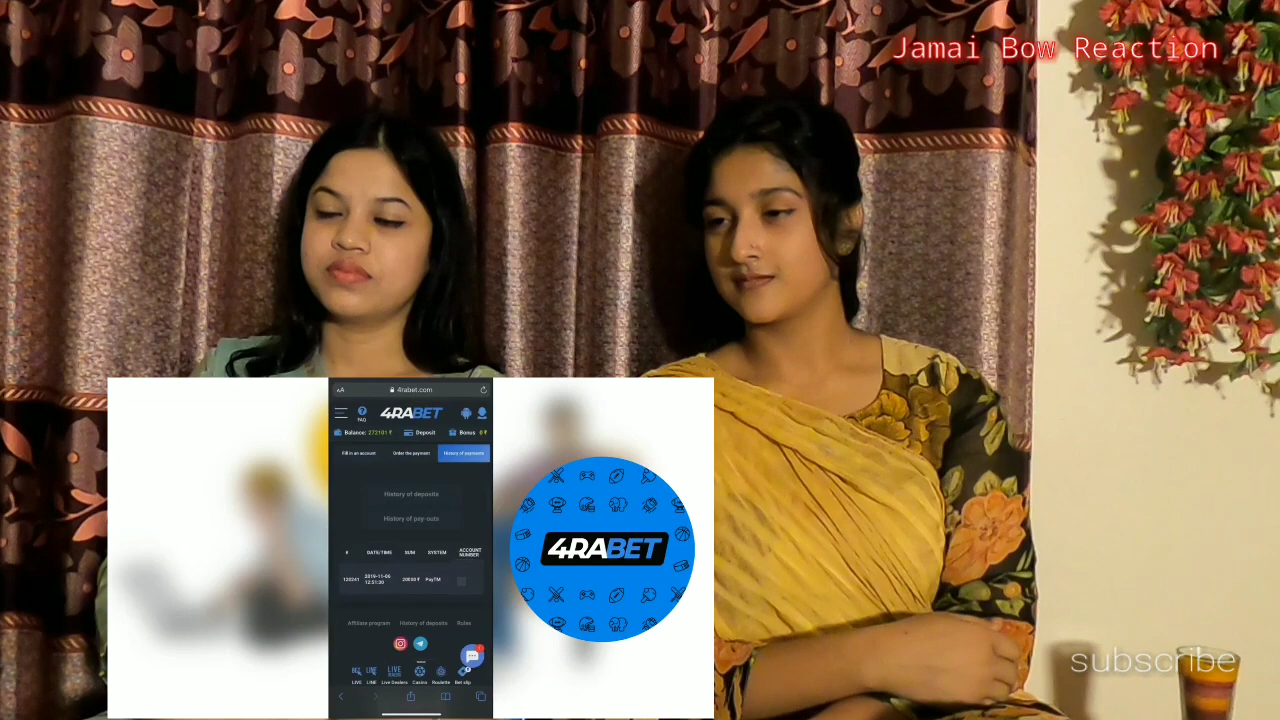 Jamai Bow Reaction
AA 4rabet.com
FAQ
4RABET
Balance: 272101 ₹ Deposit Bonus 0 ₹
Fill in an account Order the payment History of payments
History of deposits
History of pay-outs
# DATE/TIME SUM SYSTEM ACCOUNT NUMBER
120241 2019-11-06 12:51:30 20000 ₹ PayTM
Affiliate program History of deposits Rules
LIVE LINE Live Dealers Casino Roulette Bet slip
4RABET
subscribe